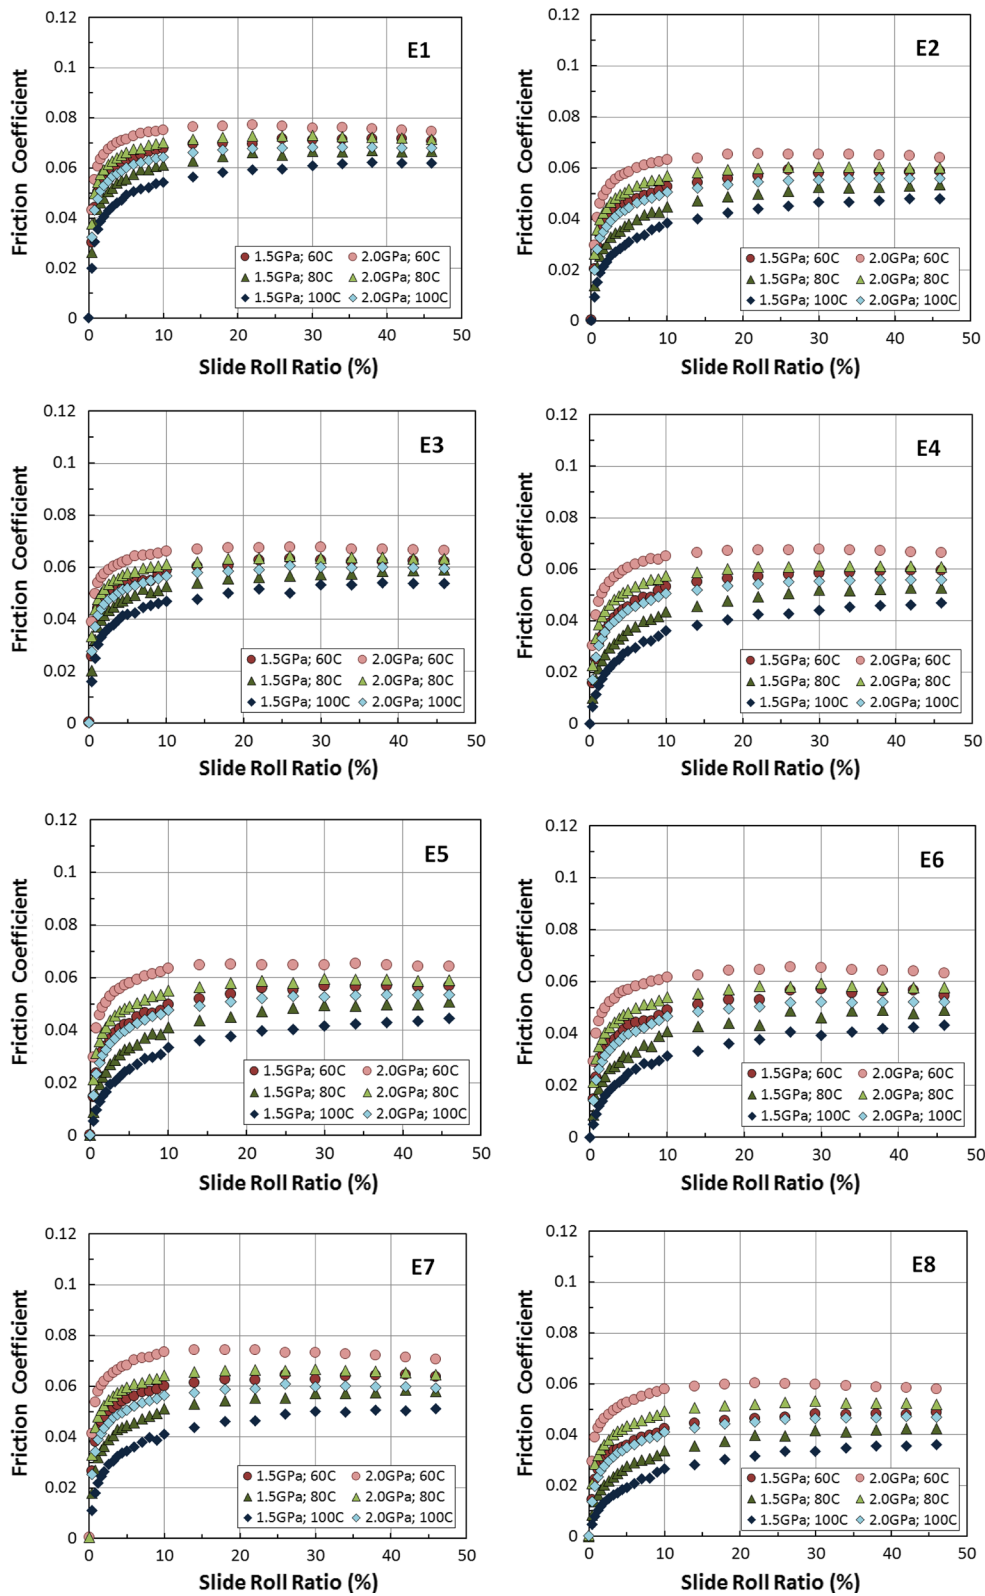 0.12
E1
0.1
0.08
0.06
0.04
0.02
0
Friction Coefficient
1.5GPa; 60C 2.0GPa; 60C
1.5GPa; 80C 2.0GPa; 80C
1.5GPa; 100C 2.0GPa; 100C
0 10 20 30 40 50
Slide Roll Ratio (%)
0.12
E2
0.1
0.08
0.06
0.04
0.02
0
Friction Coefficient
1.5GPa; 60C 2.0GPa; 60C
1.5GPa; 80C 2.0GPa; 80C
1.5GPa; 100C 2.0GPa; 100C
0 10 20 30 40 50
Slide Roll Ratio (%)
0.12
E3
0.1
0.08
0.06
0.04
0.02
0
Friction Coefficient
1.5GPa; 60C 2.0GPa; 60C
1.5GPa; 80C 2.0GPa; 80C
1.5GPa; 100C 2.0GPa; 100C
0 10 20 30 40 50
Slide Roll Ratio (%)
0.12
E4
0.1
0.08
0.06
0.04
0.02
0
Friction Coefficient
1.5GPa; 60C 2.0GPa; 60C
1.5GPa; 80C 2.0GPa; 80C
1.5GPa; 100C 2.0GPa; 100C
0 10 20 30 40 50
Slide Roll Ratio (%)
0.12
E5
0.1
0.08
0.06
0.04
0.02
0
Friction Coefficient
1.5GPa; 60C 2.0GPa; 60C
1.5GPa; 80C 2.0GPa; 80C
1.5GPa; 100C 2.0GPa; 100C
0 10 20 30 40 50
Slide Roll Ratio (%)
0.12
E6
0.1
0.08
0.06
0.04
0.02
0
Friction Coefficient
1.5GPa; 60C 2.0GPa; 60C
1.5GPa; 80C 2.0GPa; 80C
1.5GPa; 100C 2.0GPa; 100C
0 10 20 30 40 50
Slide Roll Ratio (%)
0.12
E7
0.1
0.08
0.06
0.04
0.02
0
Friction Coefficient
1.5GPa; 60C 2.0GPa; 60C
1.5GPa; 80C 2.0GPa; 80C
1.5GPa; 100C 2.0GPa; 100C
0 10 20 30 40 50
Slide Roll Ratio (%)
0.12
E8
0.1
0.08
0.06
0.04
0.02
0
Friction Coefficient
1.5GPa; 60C 2.0GPa; 60C
1.5GPa; 80C 2.0GPa; 80C
1.5GPa; 100C 2.0GPa; 100C
0 10 20 30 40 50
Slide Roll Ratio (%)